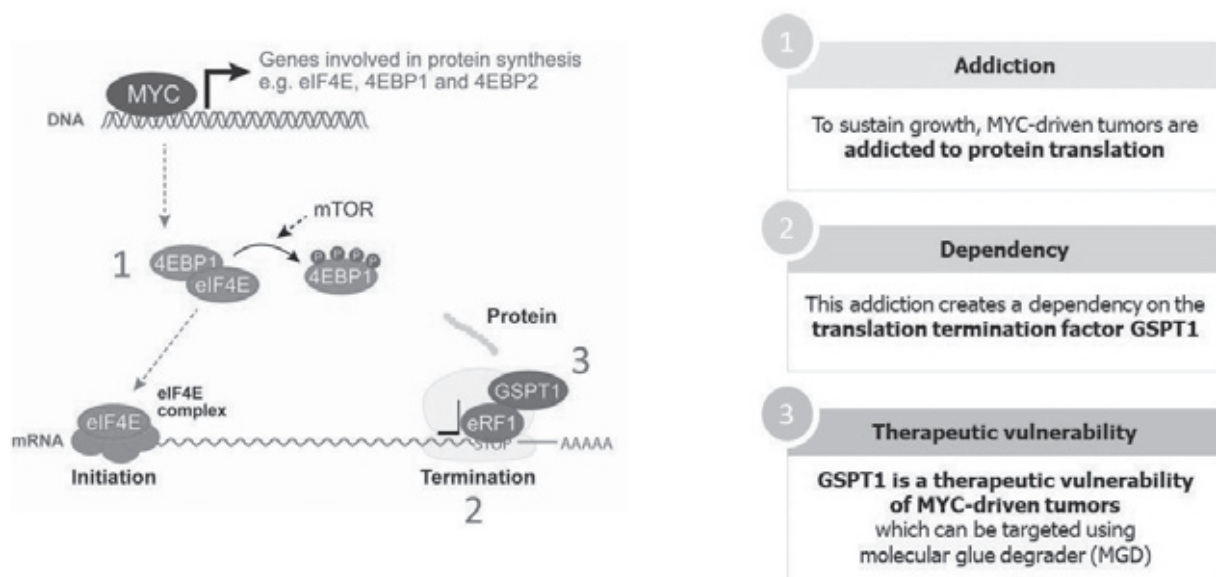 Genes involved in protein synthesis
e.g. eIF4E, 4EBP1 and 4EBP2
MYC
DNA
mTOR
1
4EBP1
eIF4E
P P P P
4EBP1
Protein
3
GSPT1
eRF1
eIF4E
complex
eIF4E
mRNA
STOP
AAAAA
Initiation
Termination
2
1
Addiction
To sustain growth, MYC-driven tumors are
addicted to protein translation
2
Dependency
This addiction creates a dependency on the
translation termination factor GSPT1
3
Therapeutic vulnerability
GSPT1 is a therapeutic vulnerability
of MYC-driven tumors
which can be targeted using
molecular glue degrader (MGD)